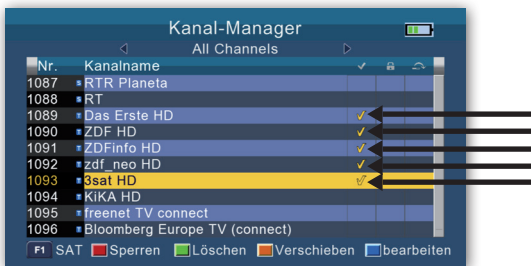 Kanal-Manager
All Channels
Nr. Kanalname
1087 S RTR Planeta
1088 S RT
1089 T Das Erste HD
1090 T ZDF HD
1091 T ZDFinfo HD
1092 T zdf_neo HD
1093 T 3sat HD
1094 T KiKA HD
1095 T freenet TV connect
1096 T Bloomberg Europe TV (connect)
F1 SAT Sperren Löschen Verschieben bearbeiten